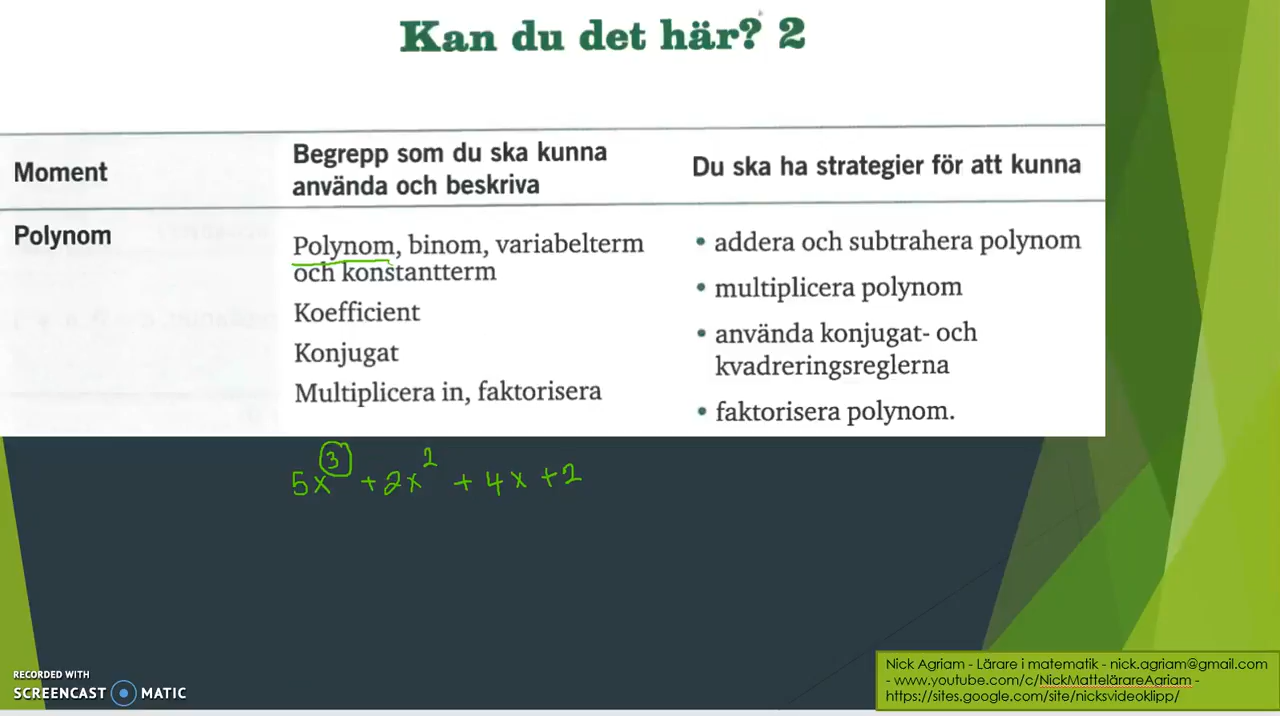 Kan du det här? 2
Moment
Begrepp som du ska kunna
använda och beskriva
Du ska ha strategier för att kunna
Polynom
Polynom, binom, variabelterm
och konstantterm
Koefficient
Konjugat
Multiplicera in, faktorisera
• addera och subtrahera polynom
• multiplicera polynom
• använda konjugat- och
kvadreringsreglerna
• faktorisera polynom.
5x³ + 2x² + 4x + 2
RECORDED WITH
SCREENCAST MATIC
Nick Agriam - Lärare i matematik - nick.agriam@gmail.com
- www.youtube.com/c/NickMattelärareAgriam -
https://sites.google.com/site/nicksvideoklipp/